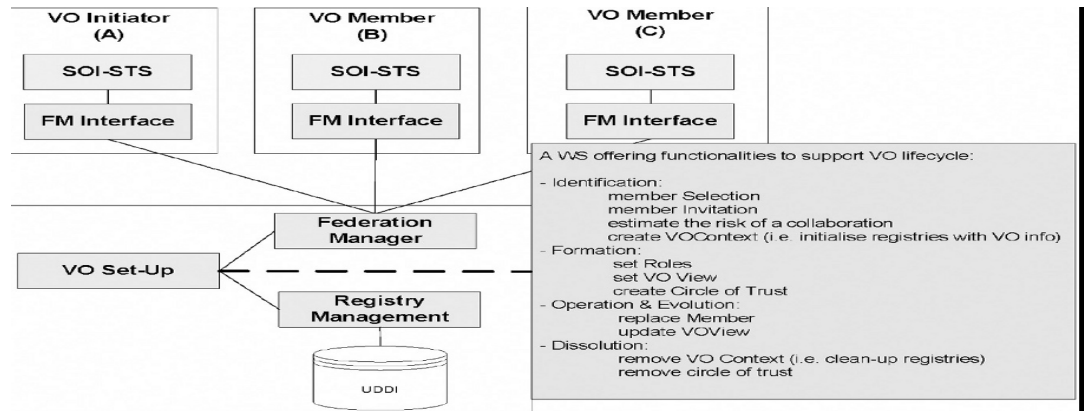 VO Initiator
(A)
VO Member
(B)
VO Member
(C)
SOI-STS
SOI-STS
SOI-STS
FM Interface
FM Interface
FM Interface
Federation
Manager
VO Set-Up
Registry
Management
UDDI
A WS offering functionalities to support VO lifecycle:
- Identification:
member Selection
member Invitation
estimate the risk of a collaboration
create VOContext (i.e. initialise registries with VO info)
- Formation:
set Roles
set VO View
create Circle of Trust
- Operation & Evolution:
replace Member
update VOView
- Dissolution:
remove VO Context (i.e. clean-up registries)
remove circle of trust